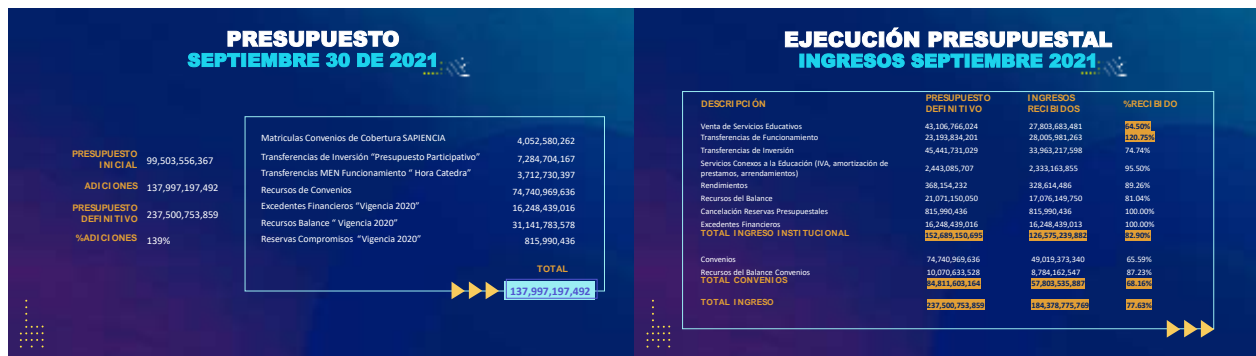 PRESUPUESTO
SEPTIEMBRE 30 DE 2021
PRESUPUESTO
INICIAL 99,503,556,367
ADICIONES 137,997,197,492
PRESUPUESTO
DEFINITIVO 237,500,753,859
%ADICIONES 139%
Matriculas Convenios de Cobertura SAPIENCIA 4,052,580,262
Transferencias de Inversión “Presupuesto Participativo” 7,284,704,167
Transferencias MEN Funcionamiento “ Hora Catedra” 3,712,730,397
Recursos de Convenios 74,740,969,636
Excedentes Financieros “Vigencia 2020” 16,248,439,016
Recursos Balance “ Vigencia 2020” 31,141,783,578
Reservas Compromisos “Vigencia 2020” 815,990,436
TOTAL
137,997,197,492
EJECUCIÓN PRESUPUESTAL
INGRESOS SEPTIEMBRE 2021
DESCRIPCIÓN PRESUPUESTO DEFINITIVO INGRESOS RECIBIDOS %RECIBIDO
Venta de Servicios Educativos 43,106,766,024 27,803,683,481 64.50%
Transferencias de Funcionamiento 23,193,834,201 28,005,981,263 120.75%
Transferencias de Inversión 45,441,731,029 33,963,217,598 74.74%
Servicios Conexos a la Educación (IVA, amortización de
prestamos, arrendamientos) 2,443,085,707 2,333,163,855 95.50%
Rendimientos 368,154,232 328,614,486 89.26%
Recursos del Balance 21,071,150,050 17,076,149,750 81.04%
Cancelación Reservas Presupuestales 815,990,436 815,990,436 100.00%
Excedentes Financieros 16,248,439,016 16,248,439,013 100.00%
TOTAL INGRESO INSTITUCIONAL 152,689,150,695 126,575,239,882 82.90%
Convenios 74,740,969,636 49,019,373,340 65.59%
Recursos del Balance Convenios 10,070,633,528 8,784,162,547 87.23%
TOTAL CONVENIOS 84,811,603,164 57,803,535,887 68.16%
TOTAL INGRESO 237,500,753,859 184,378,775,769 77.63%